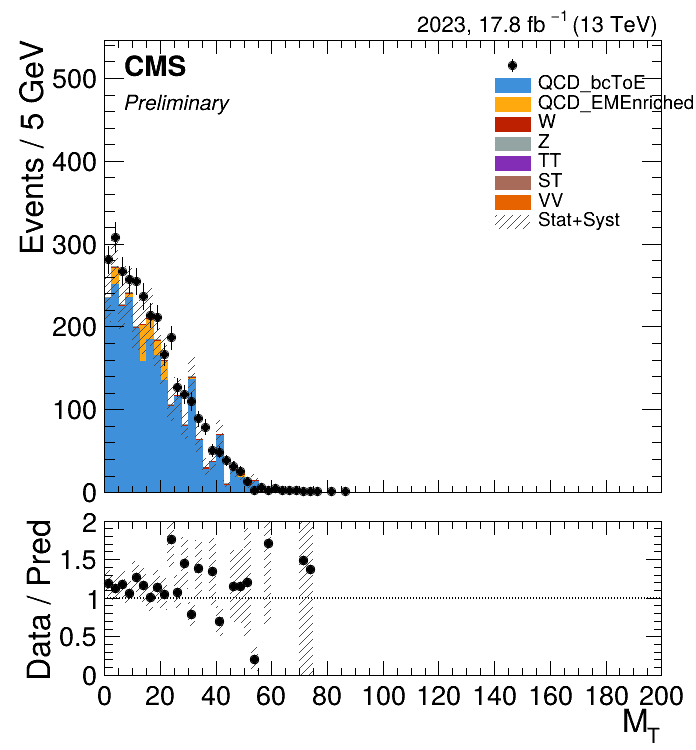 2023, 17.8 fb⁻¹ (13 TeV)
CMS
Preliminary
QCD_bcToE
QCD_EMEnriched
W
Z
TT
ST
VV
Stat+Syst
Events / 5 GeV
500
400
300
200
100
0
Data / Pred
2
1.5
1
0.5
0
0 20 40 60 80 100 120 140 160 180 200
M_T